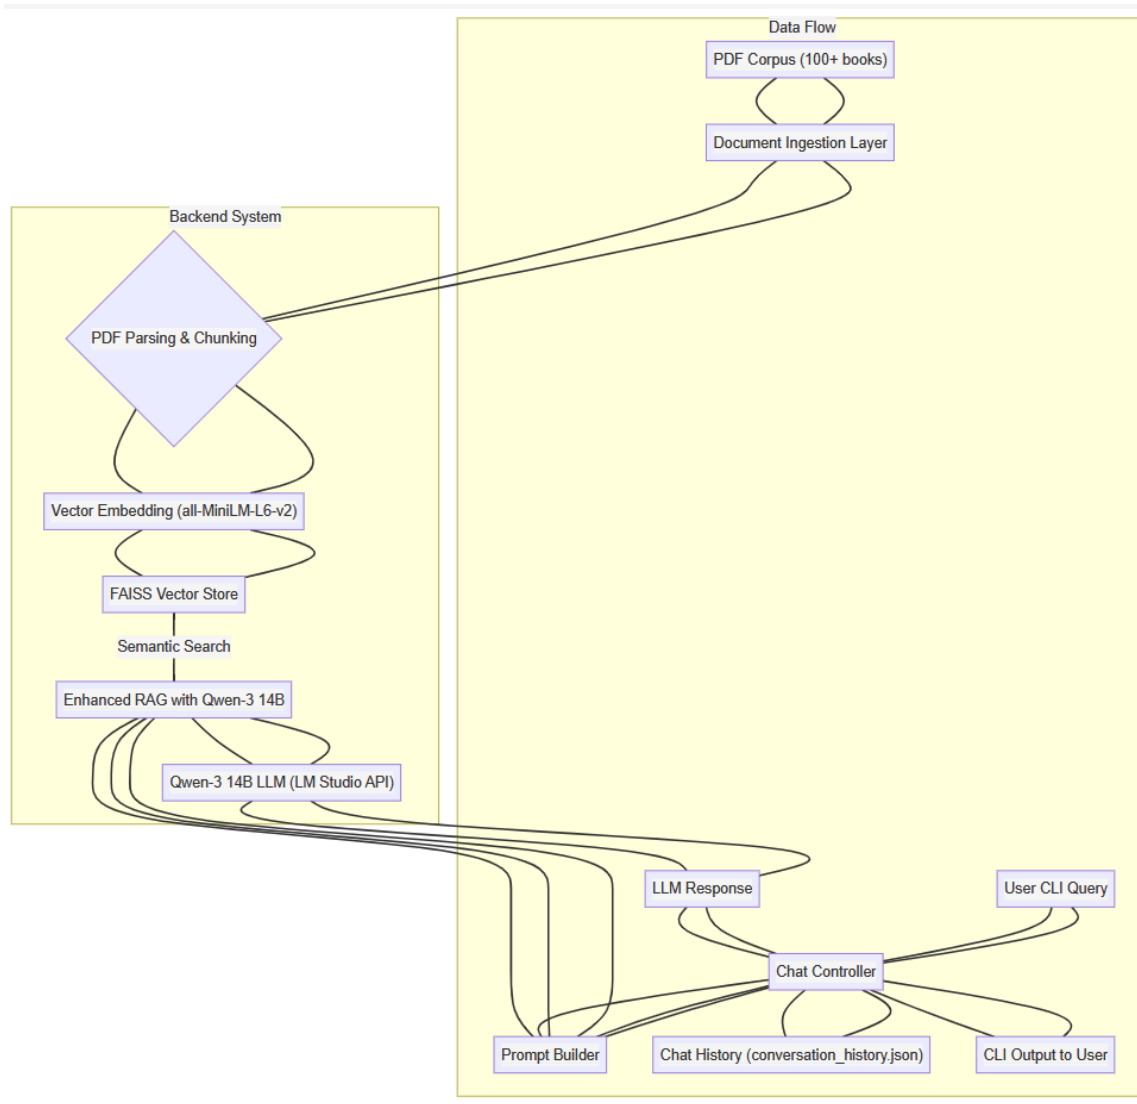 Data Flow
PDF Corpus (100+ books)
Document Ingestion Layer
Backend System
PDF Parsing & Chunking
Vector Embedding (all-MiniLM-L6-v2)
FAISS Vector Store
Semantic Search
Enhanced RAG with Qwen-3 14B
Qwen-3 14B LLM (LM Studio API)
LLM Response
User CLI Query
Chat Controller
Prompt Builder
Chat History (conversation_history.json)
CLI Output to User